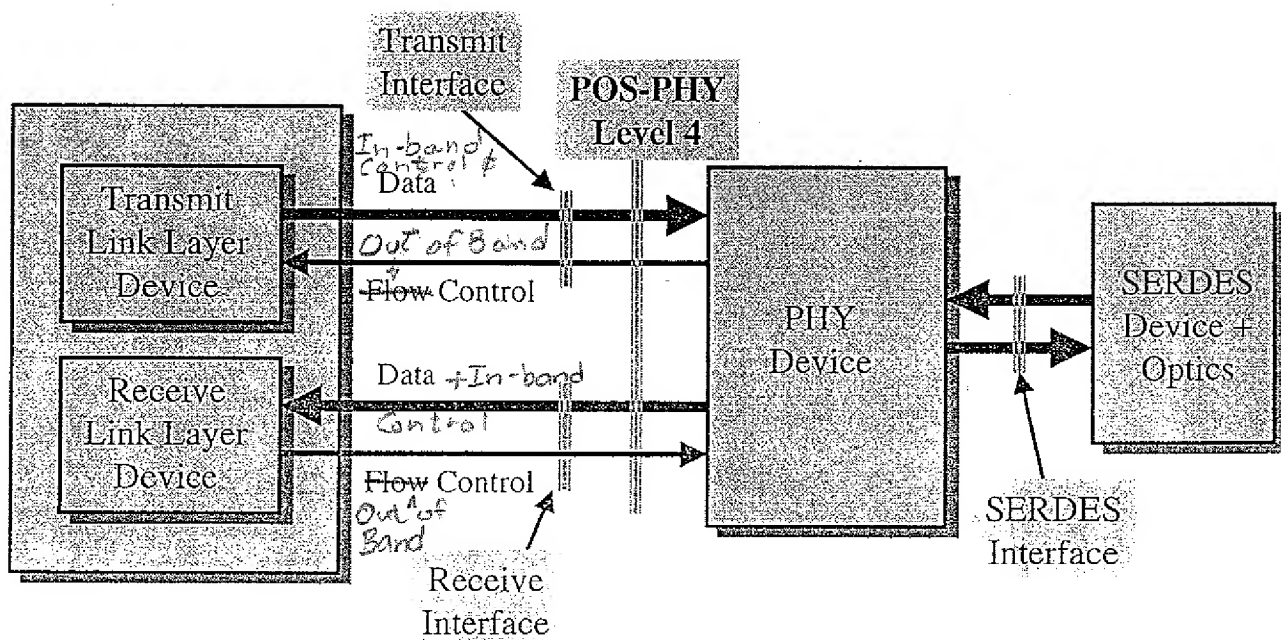 Transmit
Interface
POS-PHY
Level 4
In-band
Control &
Data
Transmit
Link Layer
Device
Out of Band
Flow Control
PHY
Device
SERDES
Device +
Optics
Data + In-band
Control
Receive
Link Layer
Device
Flow Control
Out of
Band
SERDES
Interface
Receive
Interface